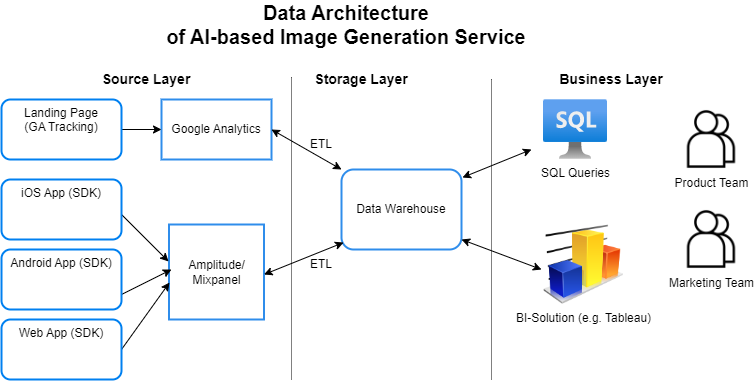 Data Architecture
of AI-based Image Generation Service
Source Layer
Storage Layer
Business Layer
Landing Page
(GA Tracking)
Google Analytics
ETL
SQL
SQL Queries
Product Team
iOS App (SDK)
Data Warehouse
Android App (SDK)
Amplitude/
Mixpanel
ETL
Marketing Team
BI-Solution (e.g. Tableau)
Web App (SDK)